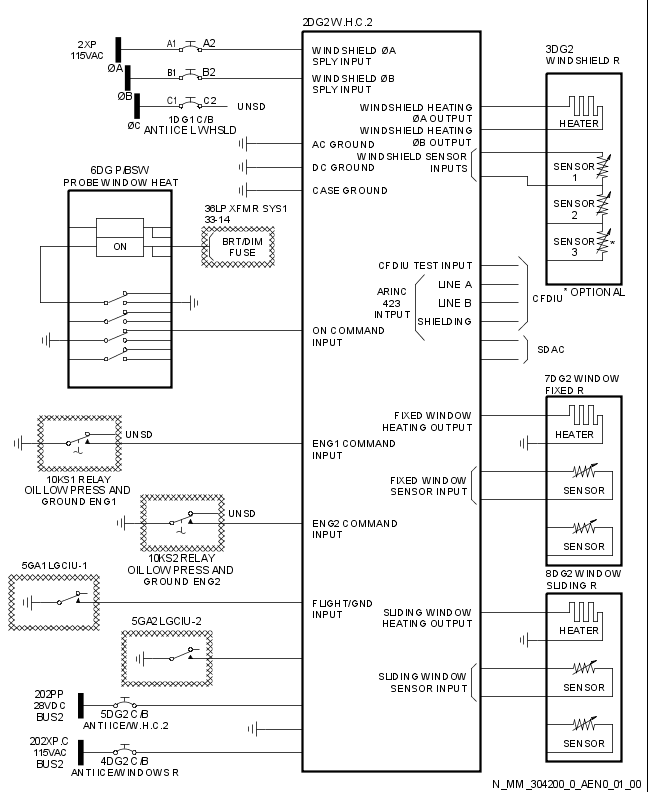 2DG2 W.H.C.2
2XP
115VAC
A1 A2
ØA
B1 B2
ØB
C1 C2 UNSD
ØC
1DG1 C/B
ANTI ICE L WHSLD
WINDSHIELD ØA
SPLY INPUT
WINDSHIELD ØB
SPLY INPUT
WINDSHIELD HEATING
ØA OUTPUT
WINDSHIELD HEATING
ØB OUTPUT
WINDSHIELD SENSOR
INPUTS
AC GROUND
DC GROUND
CASE GROUND
3DG2
WINDSHIELD R
HEATER
SENSOR
1
SENSOR
2
SENSOR
3
*
* OPTIONAL
6DG P/BSW
PROBE WINDOW HEAT
ON
36LP XFMR SYS1
33-14
BRT/DIM
FUSE
CFDIU TEST INPUT
LINE A
ARINC
423
INTPUT
LINE B
SHIELDING
CFDIU
SDAC
ON COMMAND
INPUT
7DG2 WINDOW
FIXED R
FIXED WINDOW
HEATING OUTPUT
HEATER
FIXED WINDOW
SENSOR INPUT
SENSOR
SENSOR
UNSD
ENG1 COMMAND
INPUT
10KS1 RELAY
OIL LOW PRESS AND
GROUND ENG1
UNSD
ENG2 COMMAND
INPUT
10KS2 RELAY
OIL LOW PRESS AND
GROUND ENG2
8DG2 WINDOW
SLIDING R
5GA1 LGCIU-1
FLIGHT/GND
INPUT
SLIDING WINDOW
HEATING OUTPUT
HEATER
5GA2 LGCIU-2
SLIDING WINDOW
SENSOR INPUT
SENSOR
SENSOR
202PP
28VDC
BUS2
5DG2 C/B
ANTI ICE/W.H.C.2
202XP.C
115VAC
BUS2
4DG2 C/B
ANTI ICE/WINDOWS R
N_MM_304200_0_AEN0_01_00